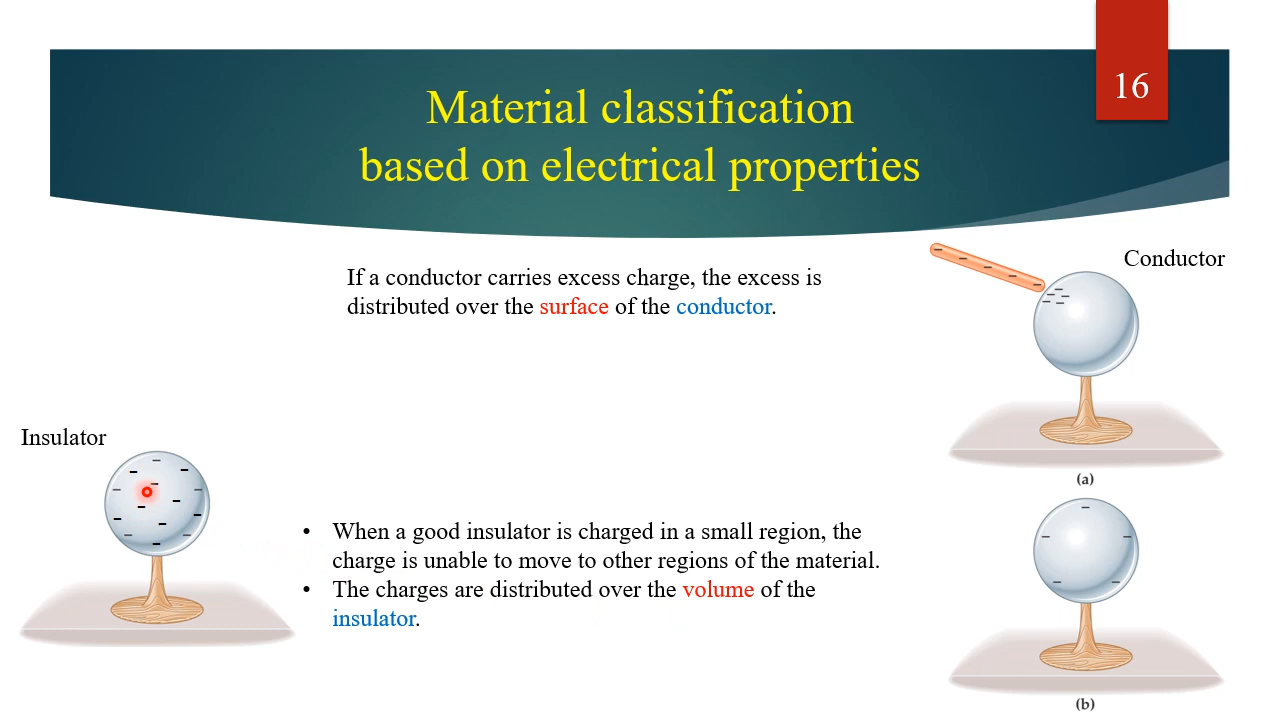 16
Material classification
based on electrical properties
If a conductor carries excess charge, the excess is
distributed over the surface of the conductor.
Conductor
(a)
Insulator
• When a good insulator is charged in a small region, the
charge is unable to move to other regions of the material.
• The charges are distributed over the volume of the
insulator.
(b)